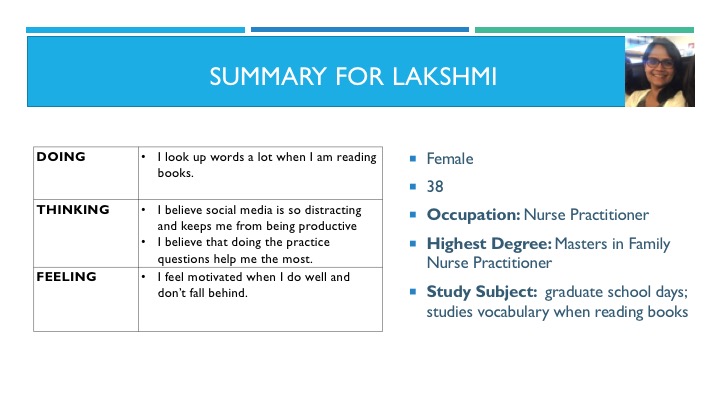 SUMMARY FOR LAKSHMI
DOING
• I look up words a lot when I am reading
books.
THINKING
• I believe social media is so distracting
and keeps me from being productive
• I believe that doing the practice
questions help me the most.
FEELING
• I feel motivated when I do well and
don't fall behind.
▪ Female
▪ 38
▪ Occupation: Nurse Practitioner
▪ Highest Degree: Masters in Family
Nurse Practitioner
▪ Study Subject: graduate school days;
studies vocabulary when reading books